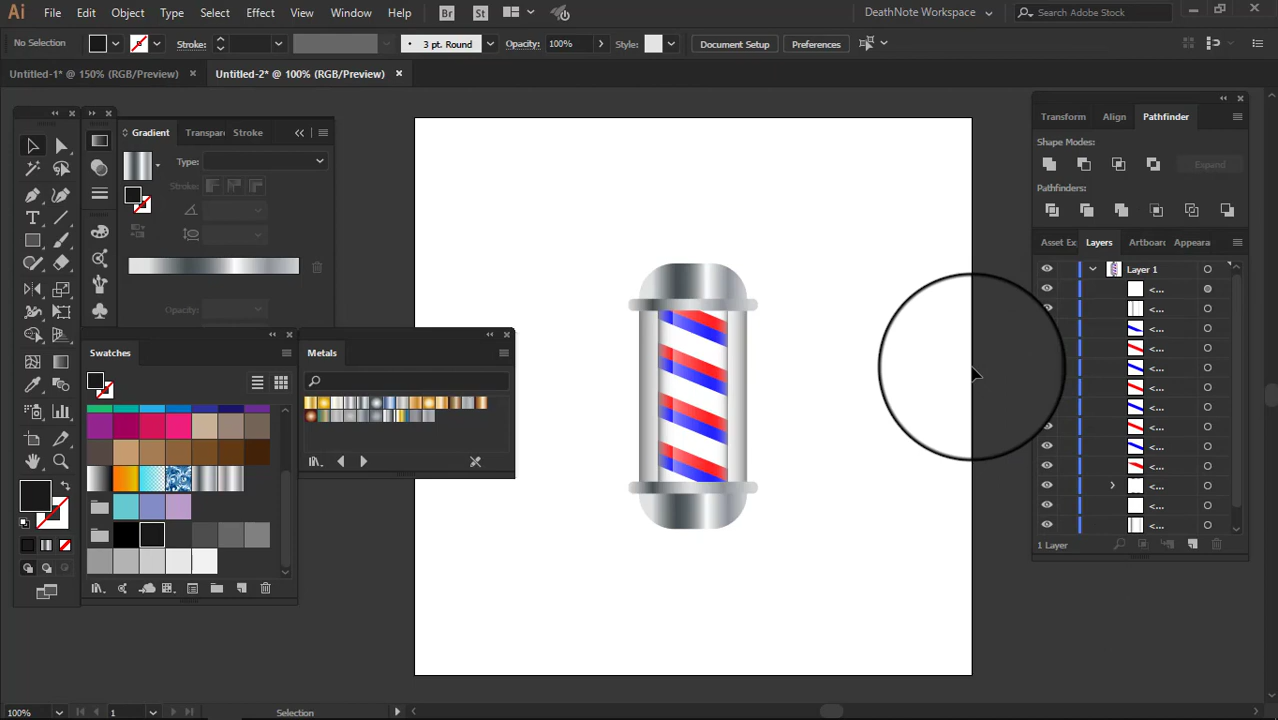 Ai File Edit Object Type Select Effect View Window Help Br St DeathNote Workspace Search Adobe Stock
No Selection Stroke: 3 pt. Round Opacity: 100% Style: Document Setup Preferences
Untitled-1* @ 150% (RGB/Preview) × Untitled-2* @ 100% (RGB/Preview) ×
Gradient Transpare Stroke
Type:
Stroke:
Opacity:
Swatches
Metals
Transform Align Pathfinder
Shape Modes:
Expand
Pathfinders:
Asset Ex Layers Artboar Appeara
Layer 1
<...
<...
<...
<...
<...
<...
<...
<...
<...
<...
<...
<...
<...
1 Layer
100% 1 Selection